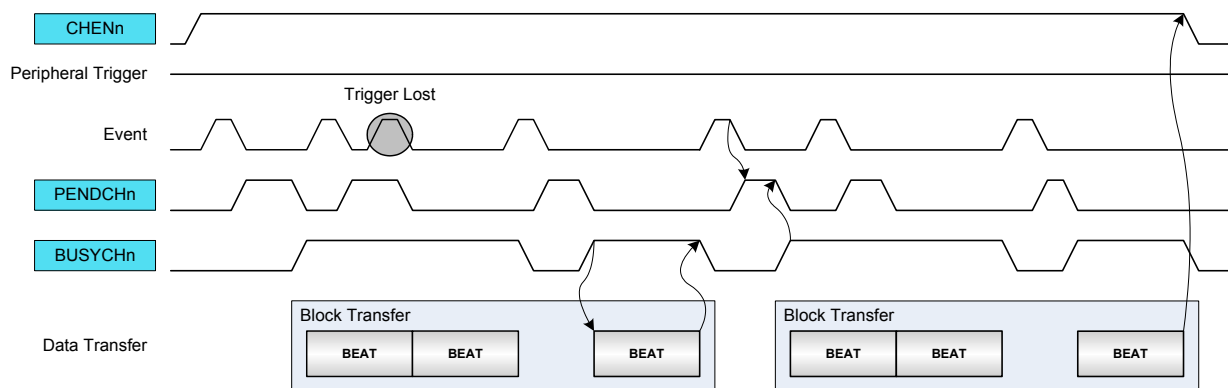 CHENn
Peripheral Trigger
Trigger Lost
Event
PENDCHn
BUSYCHn
Block Transfer
Block Transfer
Data Transfer
BEAT
BEAT
BEAT
BEAT
BEAT
BEAT